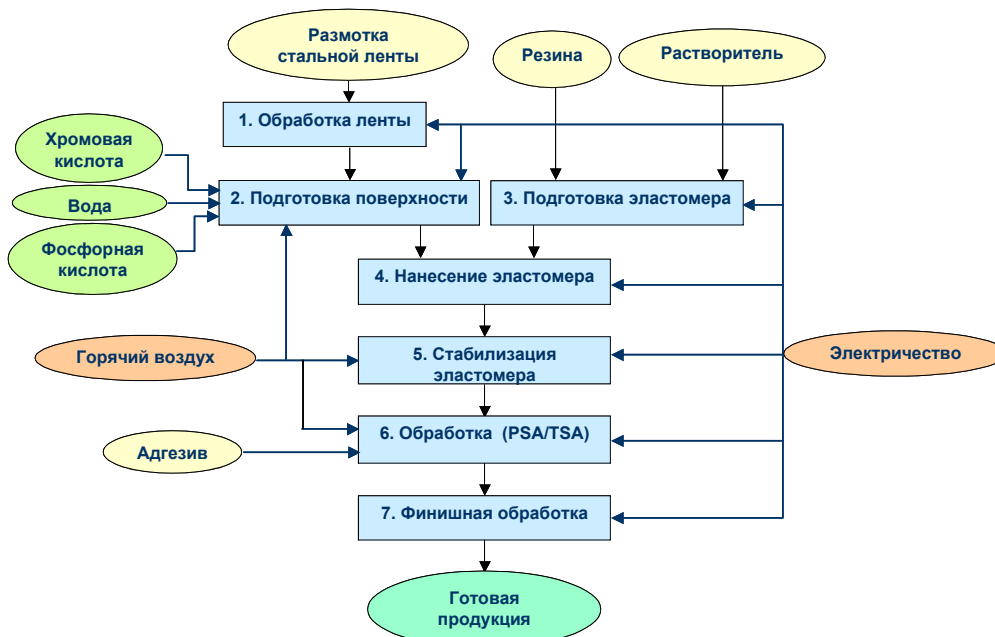 Размотка
стальной ленты
Резина
Растворитель
1. Обработка ленты
Хромовая
кислота
Вода
Фосфорная
кислота
2. Подготовка поверхности
3. Подготовка эластомера
4. Нанесение эластомера
Горячий воздух
5. Стабилизация
эластомера
Электричество
6. Обработка (PSA/TSA)
Адгезив
7. Финишная обработка
Готовая
продукция